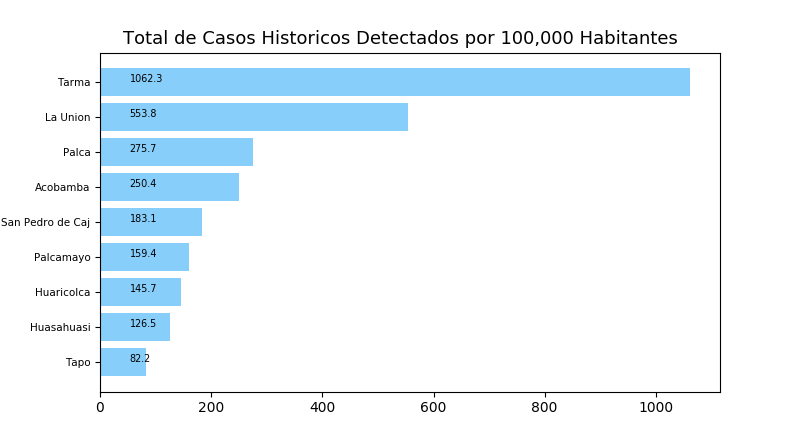 Total de Casos Historicos Detectados por 100,000 Habitantes
Tarma 1062.3
La Union 553.8
Palca 275.7
Acobamba 250.4
San Pedro de Caj 183.1
Palcamayo 159.4
Huaricolca 145.7
Huasahuasi 126.5
Tapo 82.2
0 200 400 600 800 1000